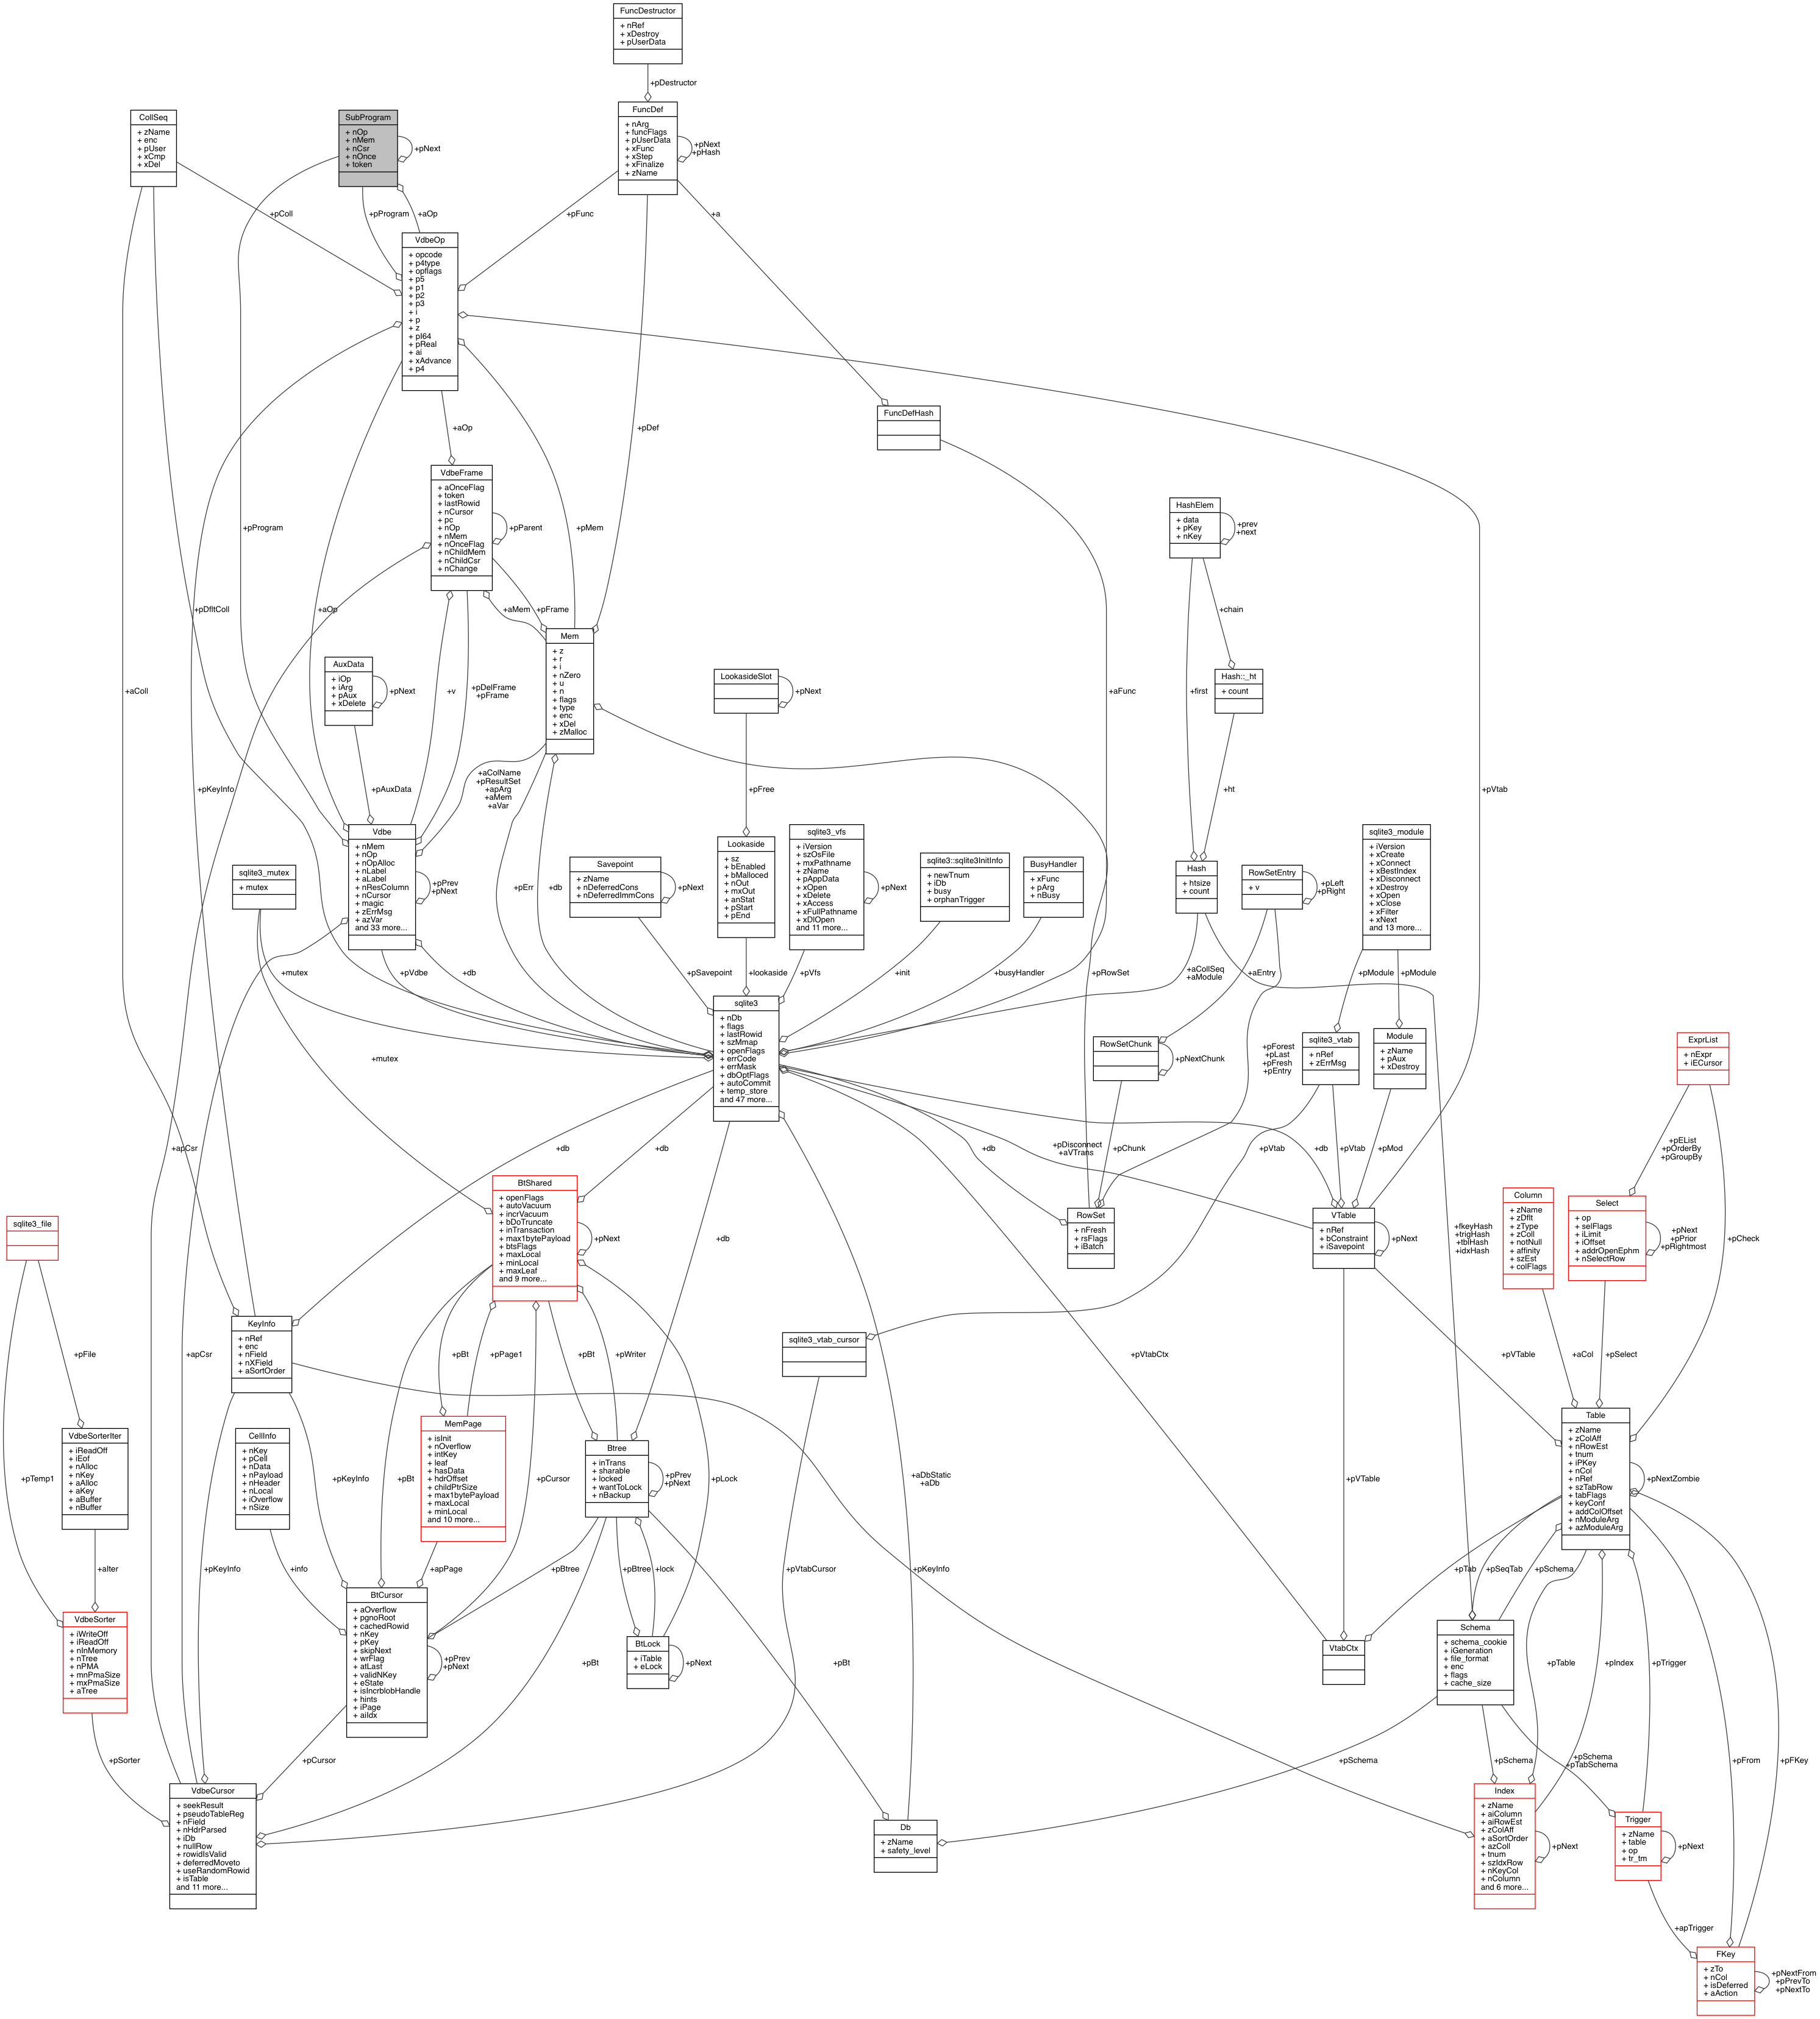 FuncDestructor
+ nRef
+ xDestroy
+ pUserData
+pDestructor
CollSeq
+ zName
+ enc
+ pUser
+ xCmp
+ xDel
SubProgram
+ nOp
+ nMem
+ nCsr
+ nOnce
+ token
+pNext
FuncDef
+ nArg
+ funcFlags
+ pUserData
+ xFunc
+ xStep
+ xFinalize
+ zName
+pNext
+pHash
+pColl
+pProgram
+aOp
+pFunc
+a
VdbeOp
+ opcode
+ p4type
+ opflags
+ p5
+ p1
+ p2
+ p3
+ i
+ p
+ z
+ pI64
+ pReal
+ ai
+ xAdvance
+ p4
FuncDefHash
+aOp
+pDef
VdbeFrame
+ aOnceFlag
+ token
+ lastRowid
+ nCursor
+ pc
+ nOp
+ nMem
+ nOnceFlag
+ nChildMem
+ nChildCsr
+ nChange
+pParent
+pProgram
+pMem
HashElem
+ data
+ pKey
+ nKey
+prev
+next
+pDfltColl
+aOp
+aMem
+pFrame
+chain
Mem
+ z
+ r
+ i
+ nZero
+ u
+ n
+ flags
+ type
+ enc
+ xDel
+ zMalloc
AuxData
+ iOp
+ iArg
+ pAux
+ xDelete
+pNext
+aColl
+v
+pDelFrame
+pFrame
LookasideSlot
+pNext
+aFunc
+first
Hash::_ht
+ count
+pKeyInfo
+pAuxData
+aColName
+pResultSet
+apArg
+aMem
+aVar
+pFree
+ht
+pVtab
Vdbe
+ nMem
+ nOp
+ nOpAlloc
+ nLabel
+ aLabel
+ nResColumn
+ nCursor
+ magic
+ zErrMsg
+ azVar
and 33 more...
+pPrev
+pNext
sqlite3_mutex
+ mutex
+pErr
+db
Savepoint
+ zName
+ nDeferredCons
+ nDeferredImmCons
+pNext
Lookaside
+ sz
+ bEnabled
+ bMalloced
+ nOut
+ mxOut
+ anStat
+ pStart
+ pEnd
sqlite3_vfs
+ iVersion
+ szOsFile
+ mxPathname
+ zName
+ pAppData
+ xOpen
+ xDelete
+ xAccess
+ xFullPathname
+ xDlOpen
and 11 more...
+pNext
sqlite3::sqlite3InitInfo
+ newTnum
+ iDb
+ busy
+ orphanTrigger
BusyHandler
+ xFunc
+ pArg
+ nBusy
Hash
+ htsize
+ count
RowSetEntry
+ v
+pLeft
+pRight
sqlite3_module
+ iVersion
+ xCreate
+ xConnect
+ xBestIndex
+ xDisconnect
+ xDestroy
+ xOpen
+ xClose
+ xFilter
+ xNext
and 13 more...
+mutex
+pVdbe
+db
+pSavepoint
+lookaside
+pVfs
+init
+busyHandler
+pRowSet
+aCollSeq
+aModule
+aEntry
+pModule
+pModule
sqlite3
+ nDb
+ flags
+ lastRowid
+ szMmap
+ openFlags
+ errCode
+ errMask
+ dbOptFlags
+ autoCommit
+ temp_store
and 47 more...
+mutex
RowSetChunk
+pNextChunk
+pForest
+pLast
+pFresh
+pEntry
sqlite3_vtab
+ nRef
+ zErrMsg
Module
+ zName
+ pAux
+ xDestroy
ExprList
+ nExpr
+ iECursor
+apCsr
+db
+db
+db
+pDisconnect
+aVTrans
+pChunk
+pVtab
+db
+pVtab
+pMod
+pEList
+pOrderBy
+pGroupBy
BtShared
+ openFlags
+ autoVacuum
+ incrVacuum
+ bDoTruncate
+ inTransaction
+ max1bytePayload
+ btsFlags
+ maxLocal
+ minLocal
+ maxLeaf
and 9 more...
+pNext
+db
RowSet
+ nFresh
+ rsFlags
+ iBatch
VTable
+ nRef
+ bConstraint
+ iSavepoint
+pNext
+fkeyHash
+trigHash
+tblHash
+idxHash
Column
+ zName
+ zDflt
+ zType
+ zColl
+ notNull
+ affinity
+ szEst
+ colFlags
Select
+ op
+ selFlags
+ iLimit
+ iOffset
+ addrOpenEphm
+ nSelectRow
+pNext
+pPrior
+pRightmost
+pCheck
sqlite3_file
KeyInfo
+ nRef
+ enc
+ nField
+ nXField
+ aSortOrder
sqlite3_vtab_cursor
+pFile
+apCsr
+pBt
+pPage1
+pBt
+pWriter
+pVtabCtx
+pVTable
+aCol
+pSelect
VdbeSorterIter
+ iReadOff
+ iEof
+ nAlloc
+ nKey
+ aAlloc
+ aKey
+ aBuffer
+ nBuffer
CellInfo
+ nKey
+ pCell
+ nData
+ nPayload
+ nHeader
+ nLocal
+ iOverflow
+ nSize
MemPage
+ isInit
+ nOverflow
+ intKey
+ leaf
+ hasData
+ hdrOffset
+ childPtrSize
+ max1bytePayload
+ maxLocal
+ minLocal
and 10 more...
Btree
+ inTrans
+ sharable
+ locked
+ wantToLock
+ nBackup
+pPrev
+pNext
Table
+ zName
+ zColAff
+ nRowEst
+ tnum
+ iPKey
+ nCol
+ nRef
+ szTabRow
+ tabFlags
+ keyConf
+ addColOffset
+ nModuleArg
+ azModuleArg
+pNextZombie
+pTemp1
+pKeyInfo
+pBt
+pCursor
+pLock
+aDbStatic
+aDb
+pVTable
+aIter
+pKeyInfo
+info
+apPage
+pBtree
+pBtree
+lock
+pVtabCursor
+pKeyInfo
+pTab
+pSeqTab
+pSchema
VdbeSorter
+ iWriteOff
+ iReadOff
+ nInMemory
+ nTree
+ nPMA
+ mnPmaSize
+ mxPmaSize
+ aTree
BtCursor
+ aOverflow
+ pgnoRoot
+ cachedRowid
+ nKey
+ pKey
+ skipNext
+ wrFlag
+ atLast
+ validNKey
+ eState
+ isIncrblobHandle
+ hints
+ iPage
+ aiIdx
+pPrev
+pNext
BtLock
+ iTable
+ eLock
+pNext
VtabCtx
Schema
+ schema_cookie
+ iGeneration
+ file_format
+ enc
+ flags
+ cache_size
+pBt
+pBt
+pTable
+pIndex
+pTrigger
+pSorter
+pCursor
+pSchema
+pSchema
+pSchema
+pTabSchema
+pFrom
+pFKey
VdbeCursor
+ seekResult
+ pseudoTableReg
+ nField
+ nHdrParsed
+ iDb
+ nullRow
+ rowidIsValid
+ deferredMoveto
+ useRandomRowid
+ isTable
and 11 more...
Db
+ zName
+ safety_level
Index
+ zName
+ aiColumn
+ aiRowEst
+ zColAff
+ aSortOrder
+ azColl
+ tnum
+ szIdxRow
+ nKeyCol
+ nColumn
and 6 more...
+pNext
Trigger
+ zName
+ table
+ op
+ tr_tm
+pNext
+apTrigger
FKey
+ zTo
+ nCol
+ isDeferred
+ aAction
+pNextFrom
+pPrevTo
+pNextTo